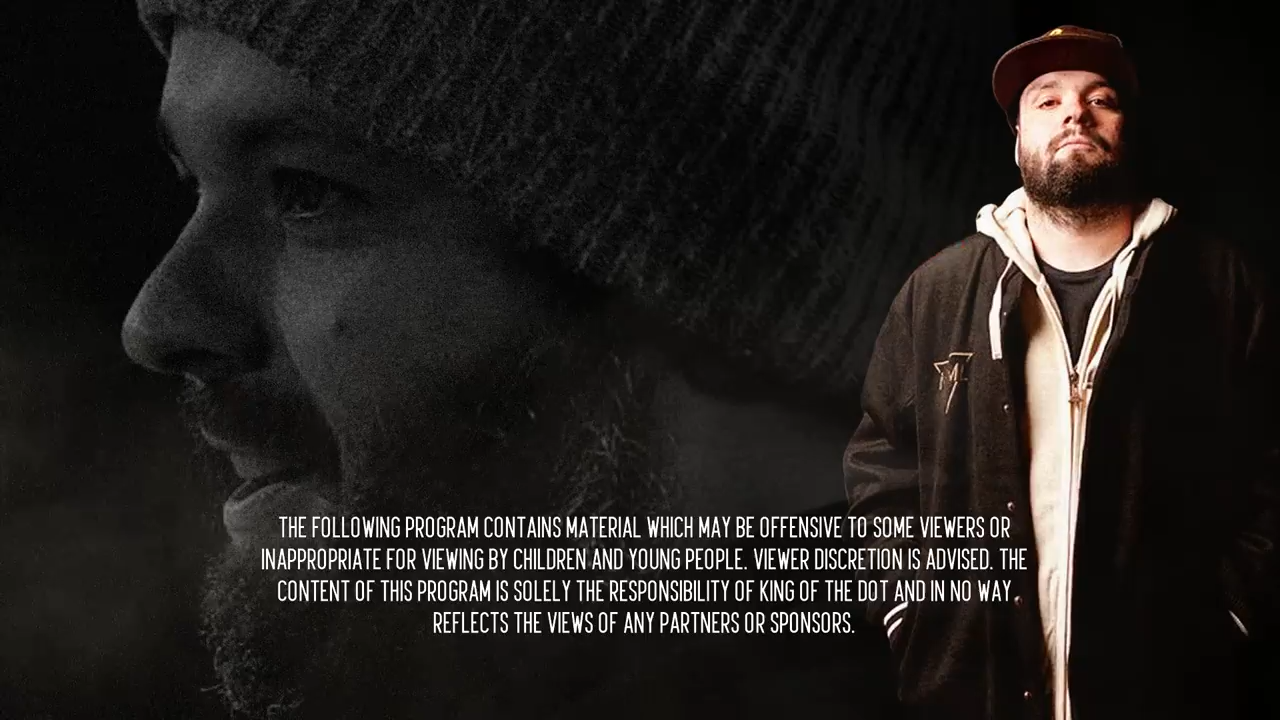 THE FOLLOWING PROGRAM CONTAINS MATERIAL WHICH MAY BE OFFENSIVE TO SOME VIEWERS OR
INAPPROPRIATE FOR VIEWING BY CHILDREN AND YOUNG PEOPLE. VIEWER DISCRETION IS ADVISED. THE
CONTENT OF THIS PROGRAM IS SOLELY THE RESPONSIBILITY OF KING OF THE DOT AND IN NO WAY
REFLECTS THE VIEWS OF ANY PARTNERS OR SPONSORS.